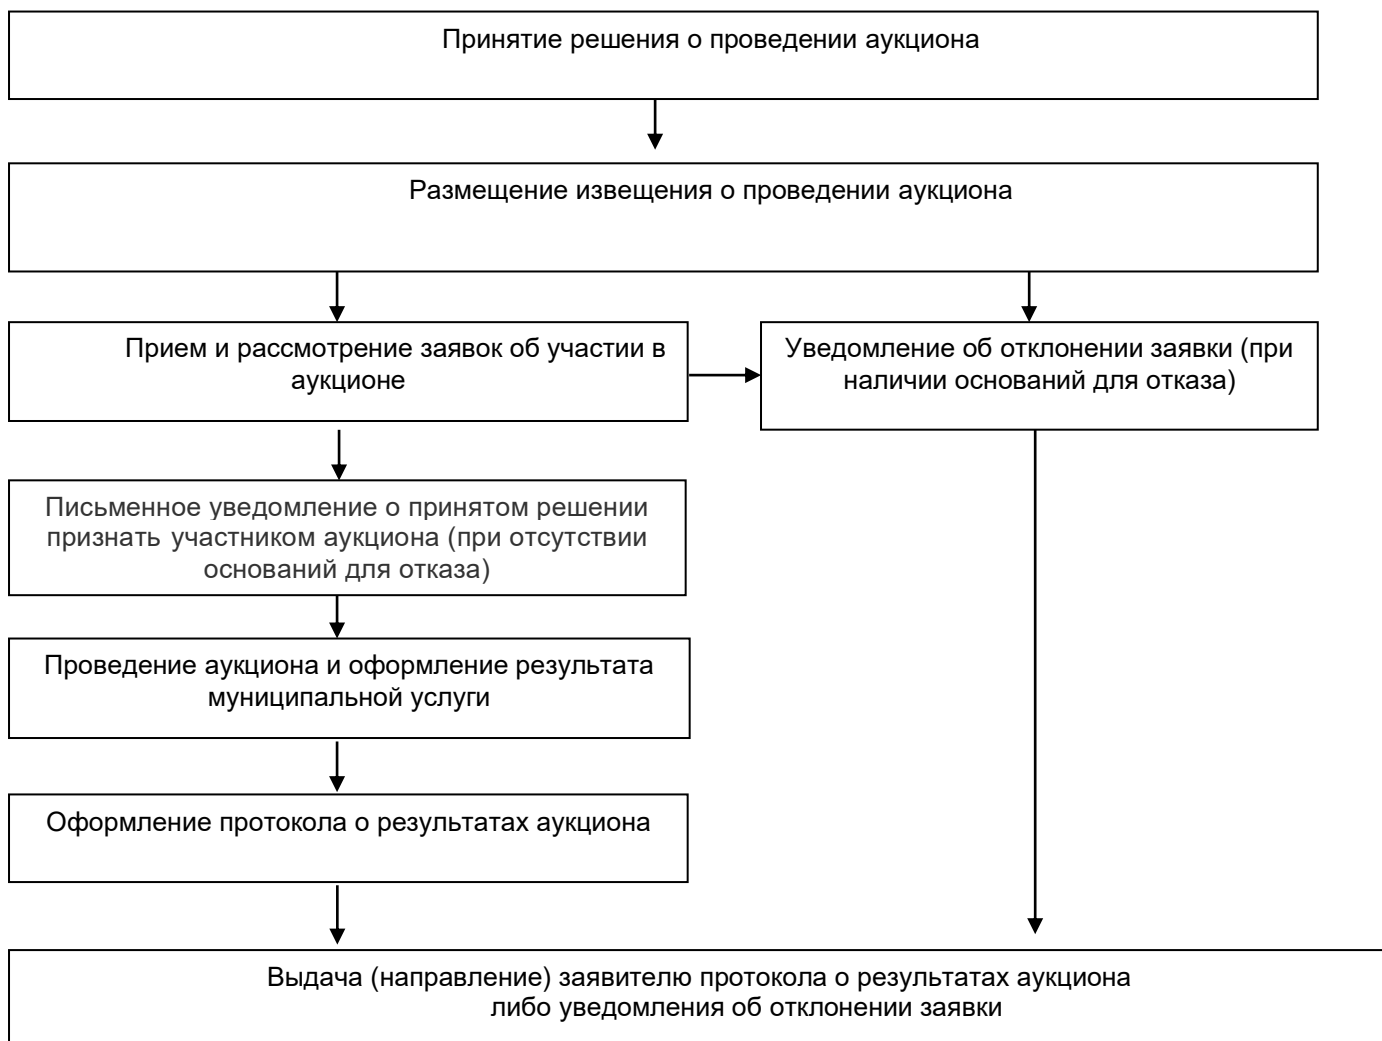 Принятие решения о проведении аукциона
Размещение извещения о проведении аукциона
Прием и рассмотрение заявок об участии в
аукционе
Уведомление об отклонении заявки (при
наличии оснований для отказа)
Письменное уведомление о принятом решении
признать участником аукциона (при отсутствии
оснований для отказа)
Проведение аукциона и оформление результата
муниципальной услуги
Оформление протокола о результатах аукциона
Выдача (направление) заявителю протокола о результатах аукциона
либо уведомления об отклонении заявки